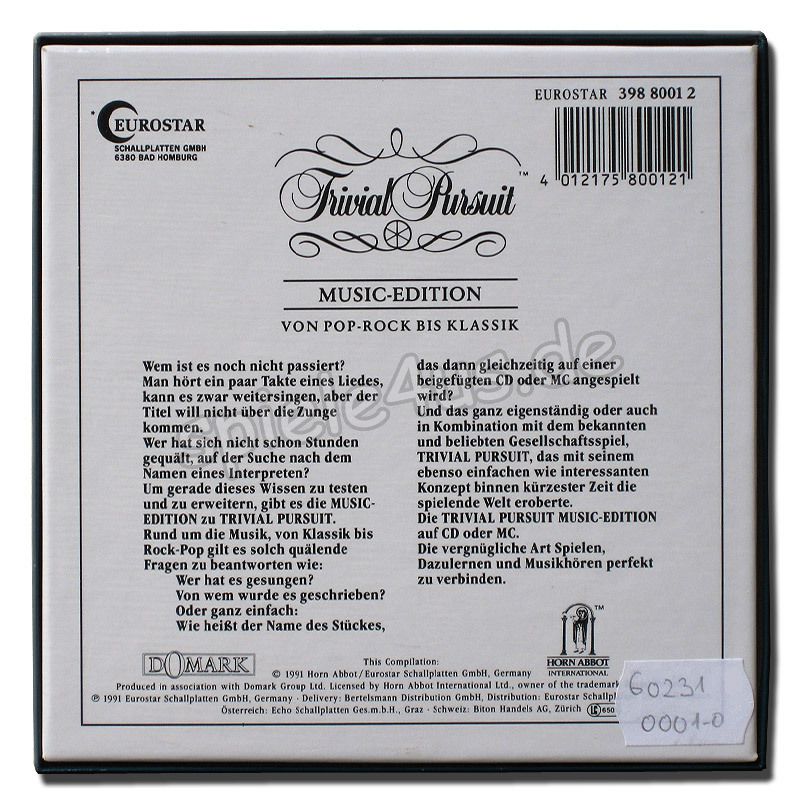 EUROSTAR
SCHALLPLATTEN GMBH
6380 BAD HOMBURG
EUROSTAR 398 8001 2
4 012175 800121
Trivial Pursuit ™
MUSIC-EDITION
VON POP-ROCK BIS KLASSIK
Wem ist es noch nicht passiert?
Man hört ein paar Takte eines Liedes,
kann es zwar weitersingen, aber der
Titel will nicht über die Zunge
kommen.
Wer hat sich nicht schon Stunden
gequält, auf der Suche nach dem
Namen eines Interpreten?
Um gerade dieses Wissen zu testen
und zu erweitern, gibt es die MUSIC-
EDITION zu TRIVIAL PURSUIT.
Rund um die Musik, von Klassik bis
Rock-Pop gilt es solch quälende
Fragen zu beantworten wie:
Wer hat es gesungen?
Von wem wurde es geschrieben?
Oder ganz einfach:
Wie heißt der Name des Stückes,
das dann gleichzeitig auf einer
beigefügten CD oder MC angespielt
wird?
Und das ganz eigenständig oder auch
in Kombination mit dem bekannten
und beliebten Gesellschaftsspiel,
TRIVIAL PURSUIT, das mit seinem
ebenso einfachen wie interessanten
Konzept binnen kürzester Zeit die
spielende Welt eroberte.
Die TRIVIAL PURSUIT MUSIC-EDITION
auf CD oder MC.
Die vergnügliche Art Spielen,
Dazulernen und Musikhören perfekt
zu verbinden.
spiele4us.de
DOMARK
HORN ABBOT ™
INTERNATIONAL
This Compilation:
© 1991 Horn Abbot/Eurostar Schallplatten GmbH, Germany
Produced in association with Domark Group Ltd. Licensed by Horn Abbot International Ltd., owner of the trademark
℗ 1991 Eurostar Schallplatten GmbH, Germany · Delivery: Bertelsmann Distribution GmbH, Distribution: Eurostar Schallplatten
Österreich: Echo Schallplatten Ges.m.b.H., Graz · Schweiz: Biton Handels AG, Zürich LC 650
60231
0001-0